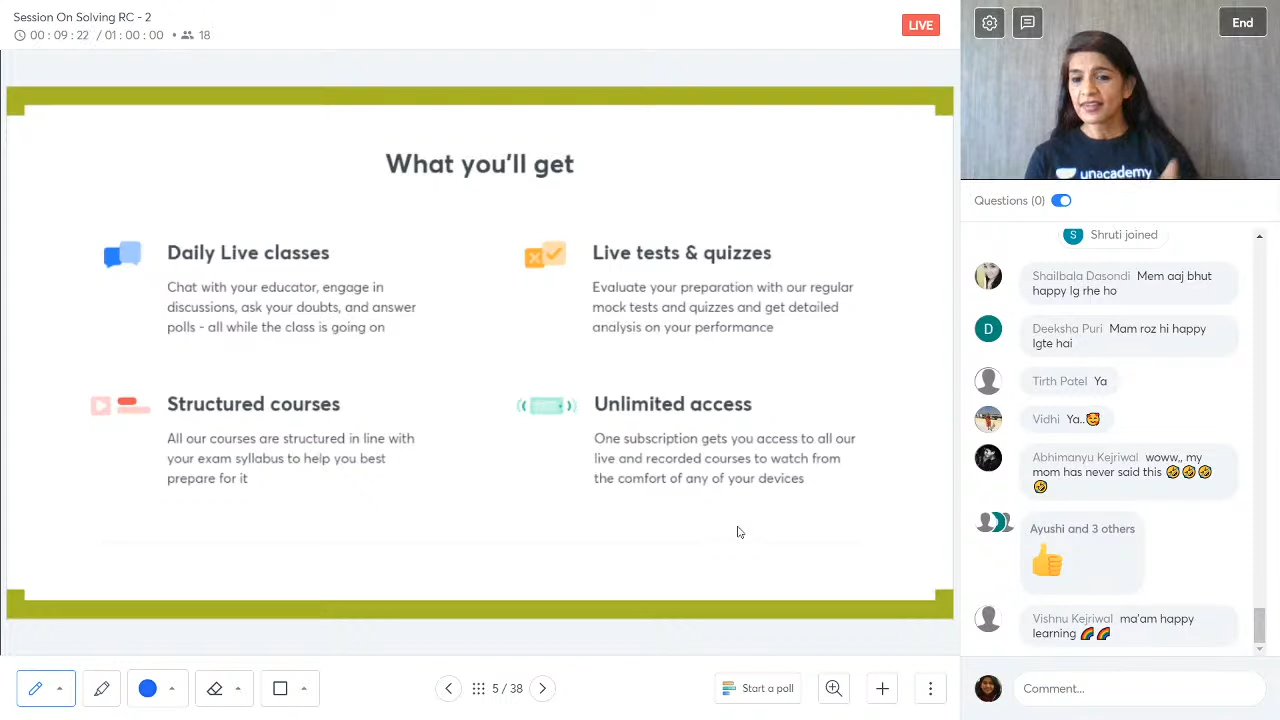 Session On Solving RC - 2
00 : 09 : 22 / 01 : 00 : 00 • 18
LIVE
End
unacademy
What you'll get
Daily Live classes
Chat with your educator, engage in
discussions, ask your doubts, and answer
polls - all while the class is going on
Live tests & quizzes
Evaluate your preparation with our regular
mock tests and quizzes and get detailed
analysis on your performance
Structured courses
All our courses are structured in line with
your exam syllabus to help you best
prepare for it
Unlimited access
One subscription gets you access to all our
live and recorded courses to watch from
the comfort of any of your devices
Questions (0)
S Shruti joined
Shailbala Dasondi Mem aaj bhut
happy lg rhe ho
D Deeksha Puri Mam roz hi happy
lgte hai
Tirth Patel Ya
Vidhi Ya..🥰
Abhimanyu Kejriwal woww,, my
mom has never said this 🤣🤣🤣
🤣
Ayushi and 3 others
👍
Vishnu Kejriwal ma'am happy
learning 🌈🌈
5 / 38
Start a poll
Comment...